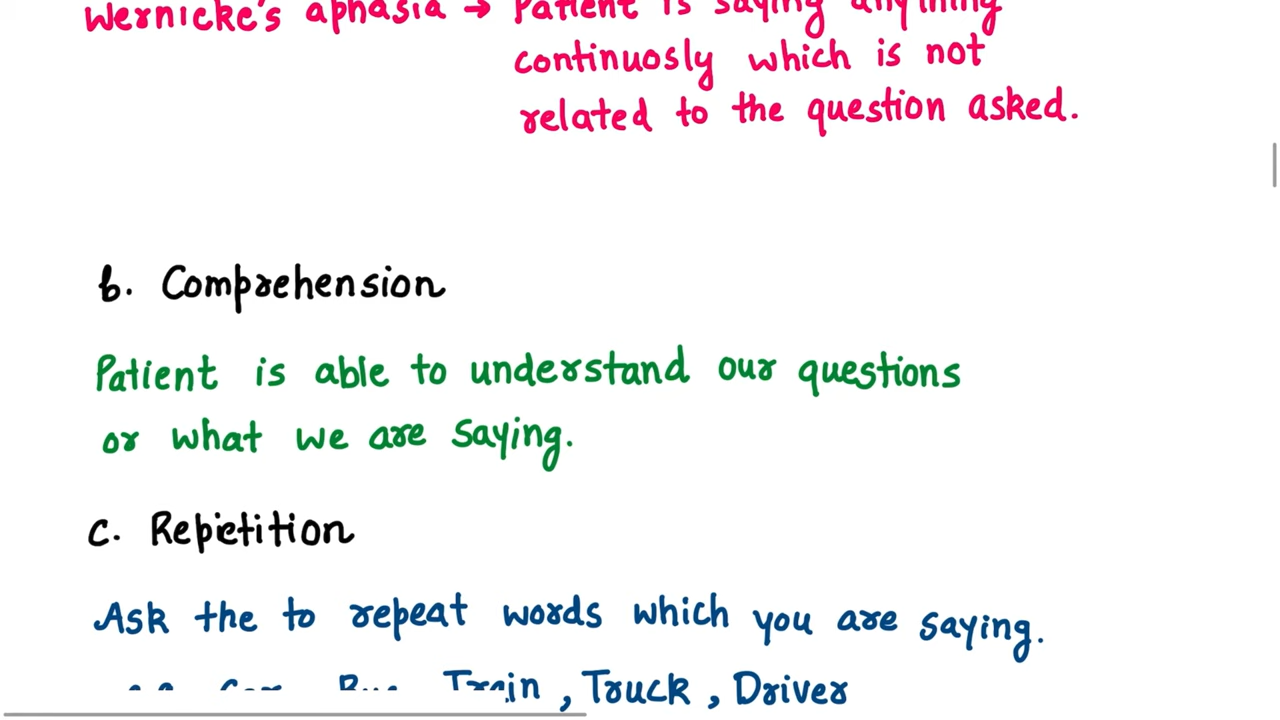 Wernicke's aphasia → Patient is saying anything
continuosly which is not
related to the question asked.
b. Comprehension
Patient is able to understand our questions
or what we are saying.
c. Repietition
Ask the to repeat words which you are saying.
Train, Truck, Driver